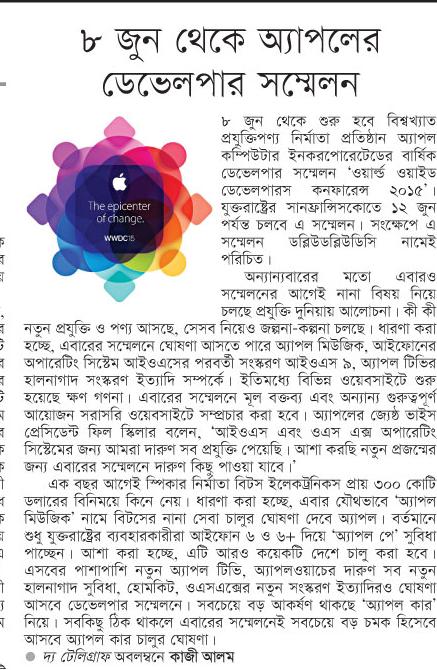 ৮ জুন থেকে অ্যাপলের
ডেভেলপার সম্মেলন
The epicenter
of change.
WWDC15
৮ জুন থেকে শুরু হবে বিশ্বখ্যাত
প্রযুক্তিপণ্য নির্মাতা প্রতিষ্ঠান অ্যাপল
কম্পিউটার ইনকরপোরেটেডের বার্ষিক
ডেভেলপার সম্মেলন ‘ওয়ার্ল্ড ওয়াইড
ডেভেলপারস কনফারেন্স ২০১৫’।
যুক্তরাষ্ট্রের সানফ্রান্সিসকোতে ১২ জুন
পর্যন্ত চলবে এ সম্মেলন। সংক্ষেপে এ
সম্মেলন ডব্লিউডব্লিউডিসি নামেই
পরিচিত।
অন্যান্যবারের মতো এবারও
সম্মেলনের আগেই নানা বিষয় নিয়ে
চলছে প্রযুক্তি দুনিয়ায় আলোচনা। কী কী
নতুন প্রযুক্তি ও পণ্য আসছে, সেসব নিয়েও জল্পনা-কল্পনা চলছে। ধারণা করা
হচ্ছে, এবারের সম্মেলনে ঘোষণা আসতে পারে অ্যাপল মিউজিক, আইফোনের
অপারেটিং সিস্টেম আইওএসের পরবর্তী সংস্করণ আইওএস ৯, অ্যাপল টিভির
হালনাগাদ সংস্করণ ইত্যাদি সম্পর্কে। ইতিমধ্যে বিভিন্ন ওয়েবসাইটে শুরু
হয়েছে ক্ষণ গণনা। এবারের সম্মেলনে মূল বক্তব্য এবং অন্যান্য গুরুত্বপূর্ণ
আয়োজন সরাসরি ওয়েবসাইটে সম্প্রচার করা হবে। অ্যাপলের জ্যেষ্ঠ ভাইস
প্রেসিডেন্ট ফিল স্কিলার বলেন, ‘আইওএস এবং ওএস এক্স অপারেটিং
সিস্টেমের জন্য আমরা দারুণ সব প্রযুক্তি পেয়েছি। আশা করছি নতুন প্রজন্মের
জন্য এবারের সম্মেলনে দারুণ কিছু পাওয়া যাবে।’
এক বছর আগেই স্পিকার নির্মাতা বিটস ইলেকট্রনিকস প্রায় ৩০০ কোটি
ডলারের বিনিময়ে কিনে নেয়। ধারণা করা হচ্ছে, এবার যৌথভাবে ‘অ্যাপল
মিউজিক’ নামে বিটসের নানা সেবা চালুর ঘোষণা দেবে অ্যাপল। বর্তমানে
শুধু যুক্তরাষ্ট্রের ব্যবহারকারীরা আইফোন ৬ ও ৬+ দিয়ে ‘অ্যাপল পে’ সুবিধা
পাচ্ছেন। আশা করা হচ্ছে, এটি আরও কয়েকটি দেশে চালু করা হবে।
এসবের পাশাপাশি নতুন অ্যাপল টিভি, অ্যাপলওয়াচের দারুণ সব নতুন
হালনাগাদ সুবিধা, হোমকিট, ওএসএক্সের নতুন সংস্করণ ইত্যাদিরও ঘোষণা
আসবে ডেভেলপার সম্মেলনে। সবচেয়ে বড় আকর্ষণ থাকছে ‘অ্যাপল কার’
নিয়ে। সবকিছু ঠিক থাকলে এবারের সম্মেলনেই সবচেয়ে বড় চমক হিসেবে
আসবে অ্যাপল কার চালুর ঘোষণা।
● দ্য টেলিগ্রাফ অবলম্বনে কাজী আলম